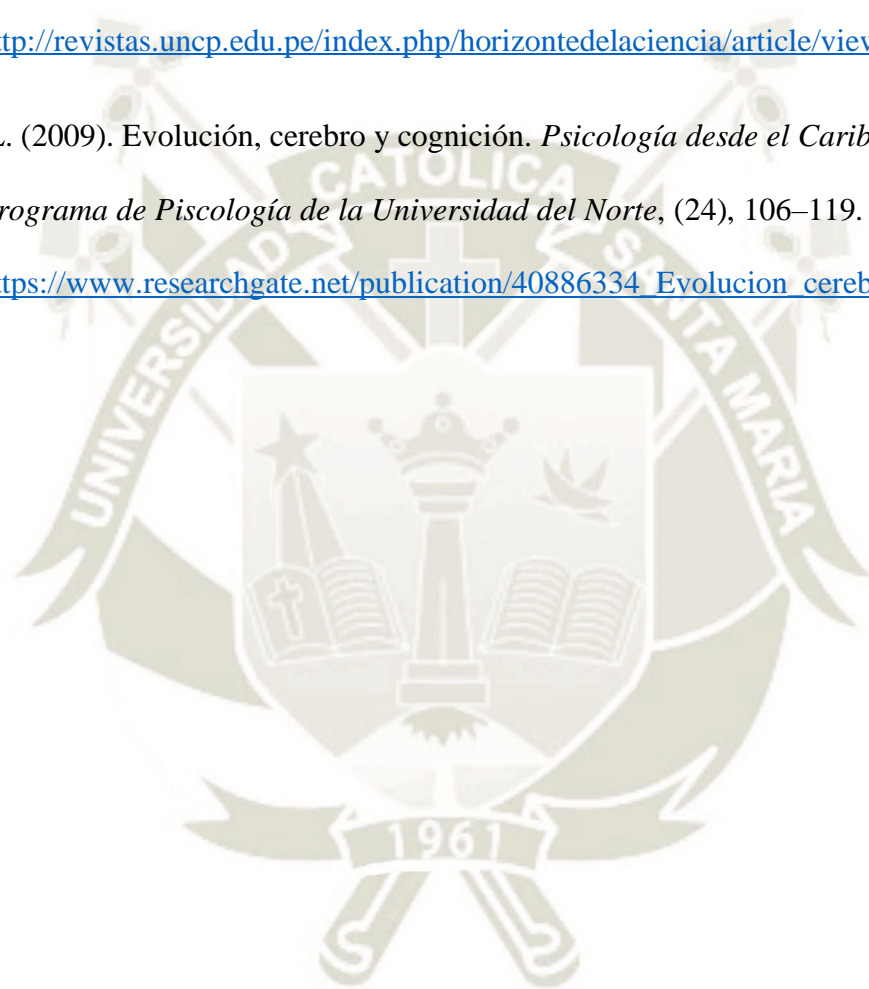 ttp://revistas.uncp.edu.pe/index.php/horizontedelaciencia/article/view
L. (2009). Evolución, cerebro y cognición. Psicología desde el Carib
rograma de Piscología de la Universidad del Norte, (24), 106–119.
ttps://www.researchgate.net/publication/40886334_Evolucion_cereb
UNIVERSIDAD CATOLICA SANTA MARIA
1961